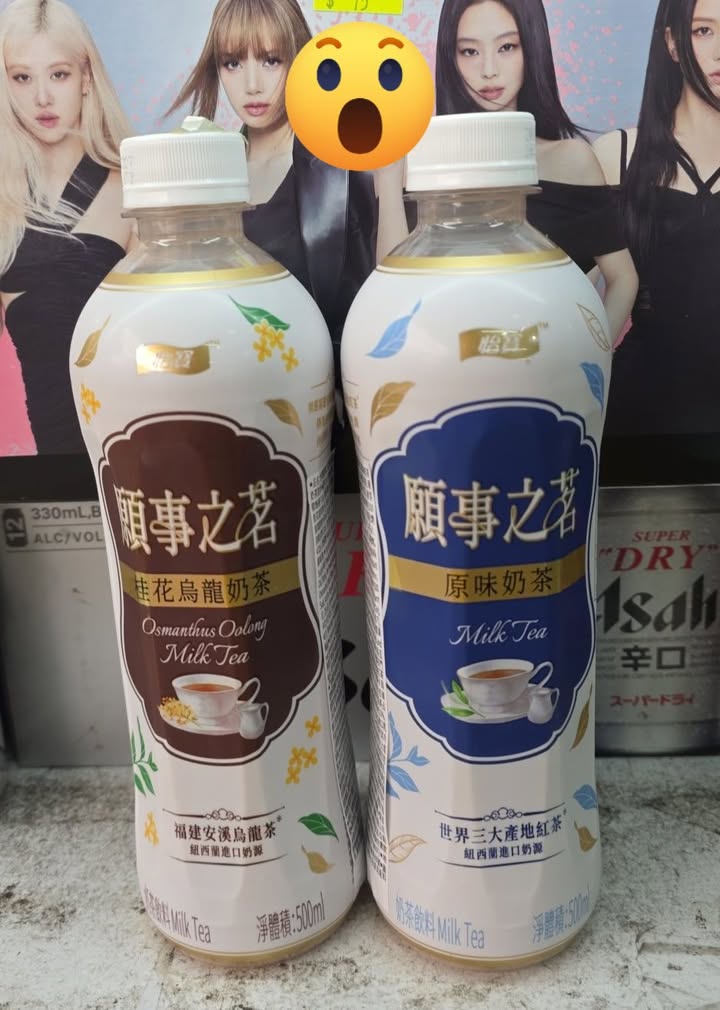 $ 15
怡寶
願事之茗
桂花烏龍奶茶
Osmanthus Oolong
Milk Tea
福建安溪烏龍茶*
紐西蘭進口奶源
奶茶飲料 Milk Tea
淨體積:500ml
怡寶
TM
願事之茗
原味奶茶
Milk Tea
世界三大產地紅茶*
紐西蘭進口奶源
奶茶飲料 Milk Tea
淨體積:500ml
12
330mL,
ALC/VOL
SUPER
"DRY"
Asahi
辛口
スーパードライ